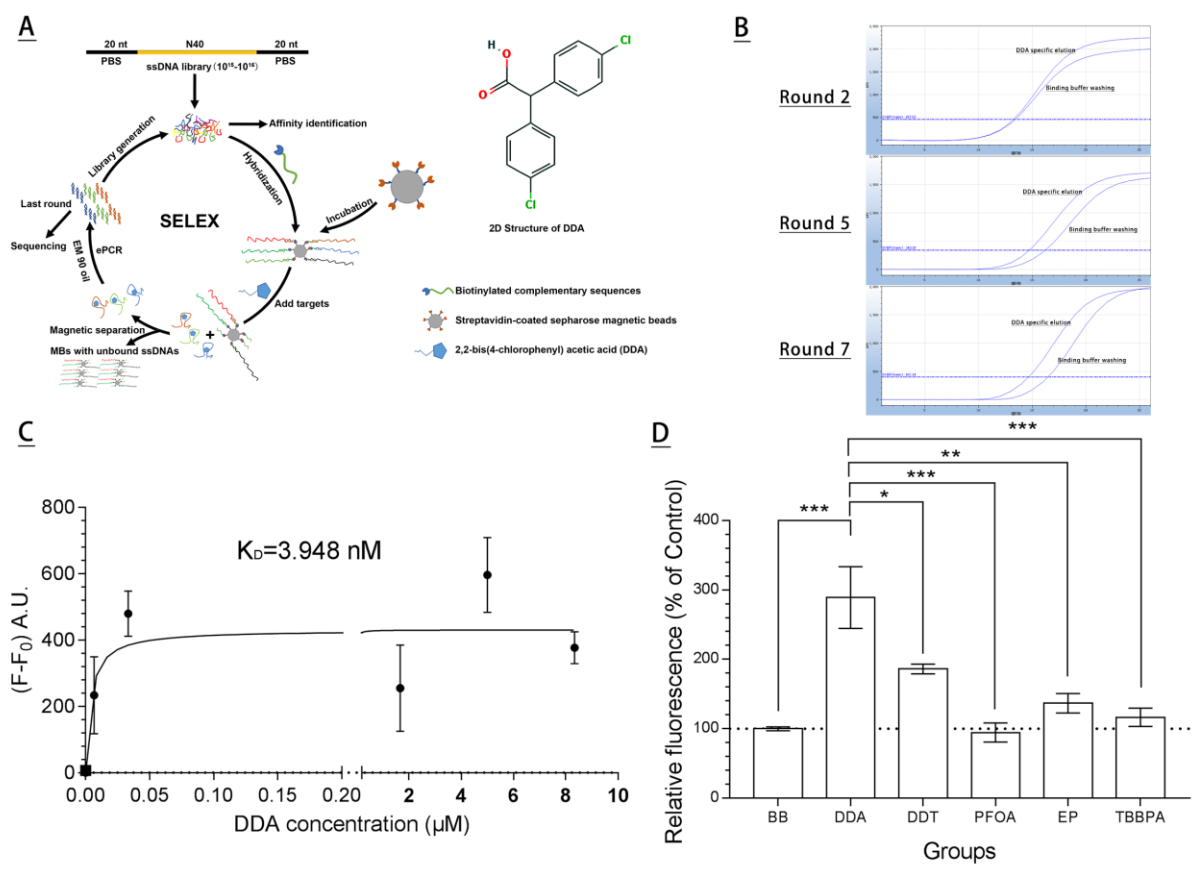 A
20 nt N40 20 nt
PBS PBS
ssDNA library (10¹⁵-10¹⁶)
Affinity identification
Library generation
Hybridization
Incubation
Last round
SELEX
Sequencing
ePCR
EM 90 oil
Add targets
Magnetic separation
MBs with unbound ssDNAs
H
O
O
Cl
Cl
2D Structure of DDA
Biotinylated complementary sequences
Streptavidin-coated sepharose magnetic beads
2,2-bis(4-chlorophenyl) acetic acid (DDA)
B
Round 2
DDA specific elution
Binding buffer washing
Round 5
DDA specific elution
Binding buffer washing
Round 7
DDA specific elution
Binding buffer washing
C
800
600
400
200
0
(F-F₀) A.U.
K_D=3.948 nM
0.00 0.05 0.10 0.15 0.20 2 4 6 8 10
DDA concentration (μM)
D
***
**
***
*
***
400
300
200
100
0
Relative fluorescence (% of Control)
BB DDA DDT PFOA EP TBBPA
Groups